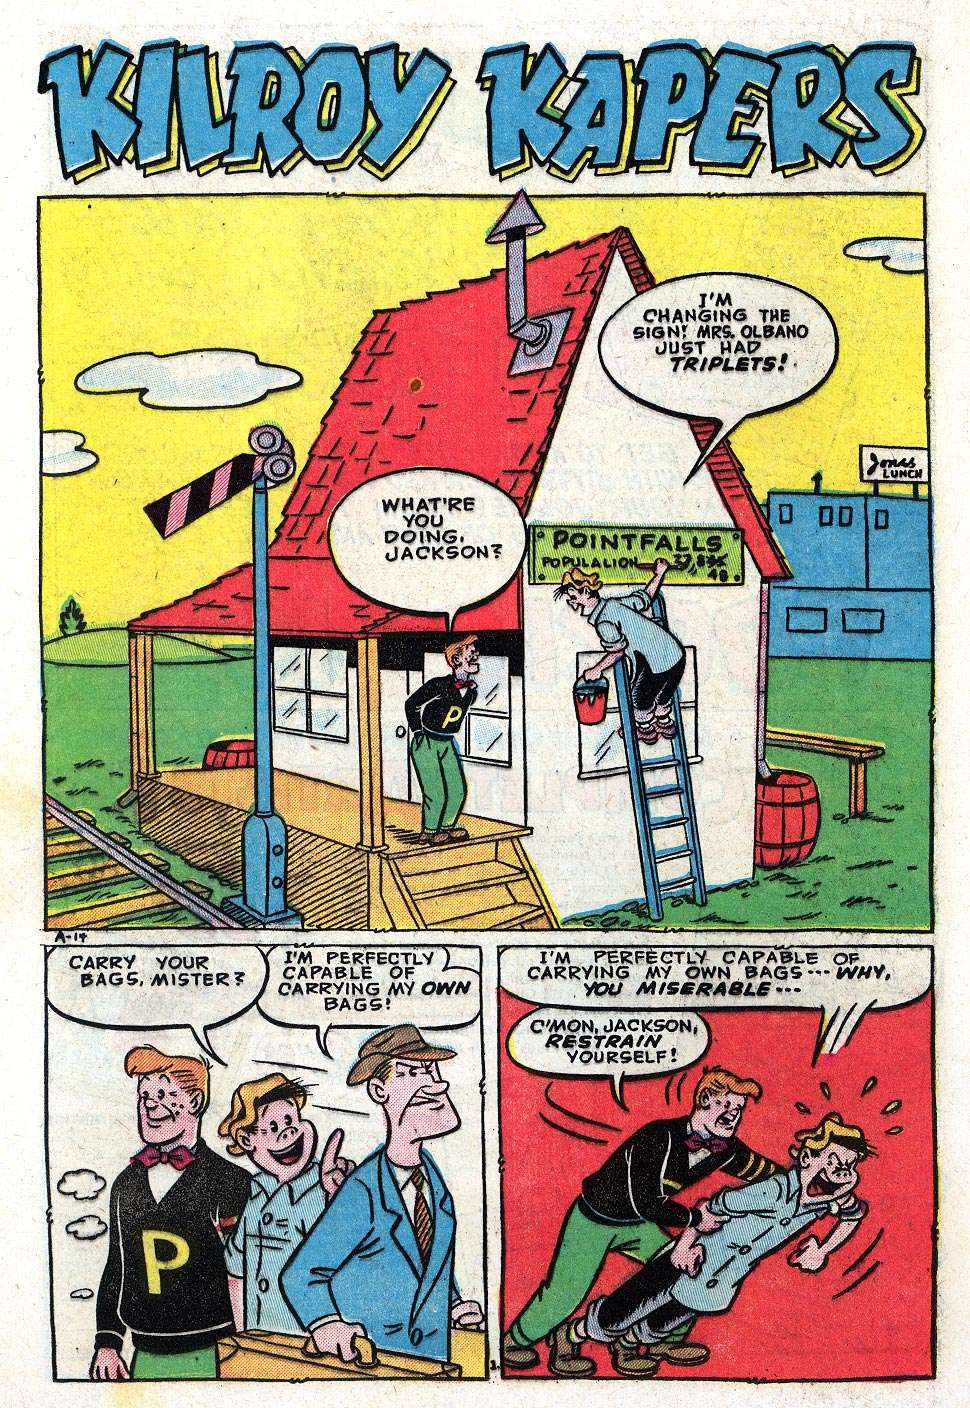 KILROY KAPERS
I'M
CHANGING THE
SIGN! MRS. OLBANO
JUST HAD
TRIPLETS!
Jones
LUNCH
WHAT'RE
YOU
DOING,
JACKSON?
POINTFALLS
POPULALION
48
P
A-14
CARRY YOUR
BAGS, MISTER?
I'M PERFECTLY
CAPABLE OF
CARRYING MY OWN
BAGS!
P
I'M PERFECTLY CAPABLE OF
CARRYING MY OWN BAGS --- WHY,
YOU MISERABLE ---
C'MON, JACKSON,
RESTRAIN
YOURSELF!